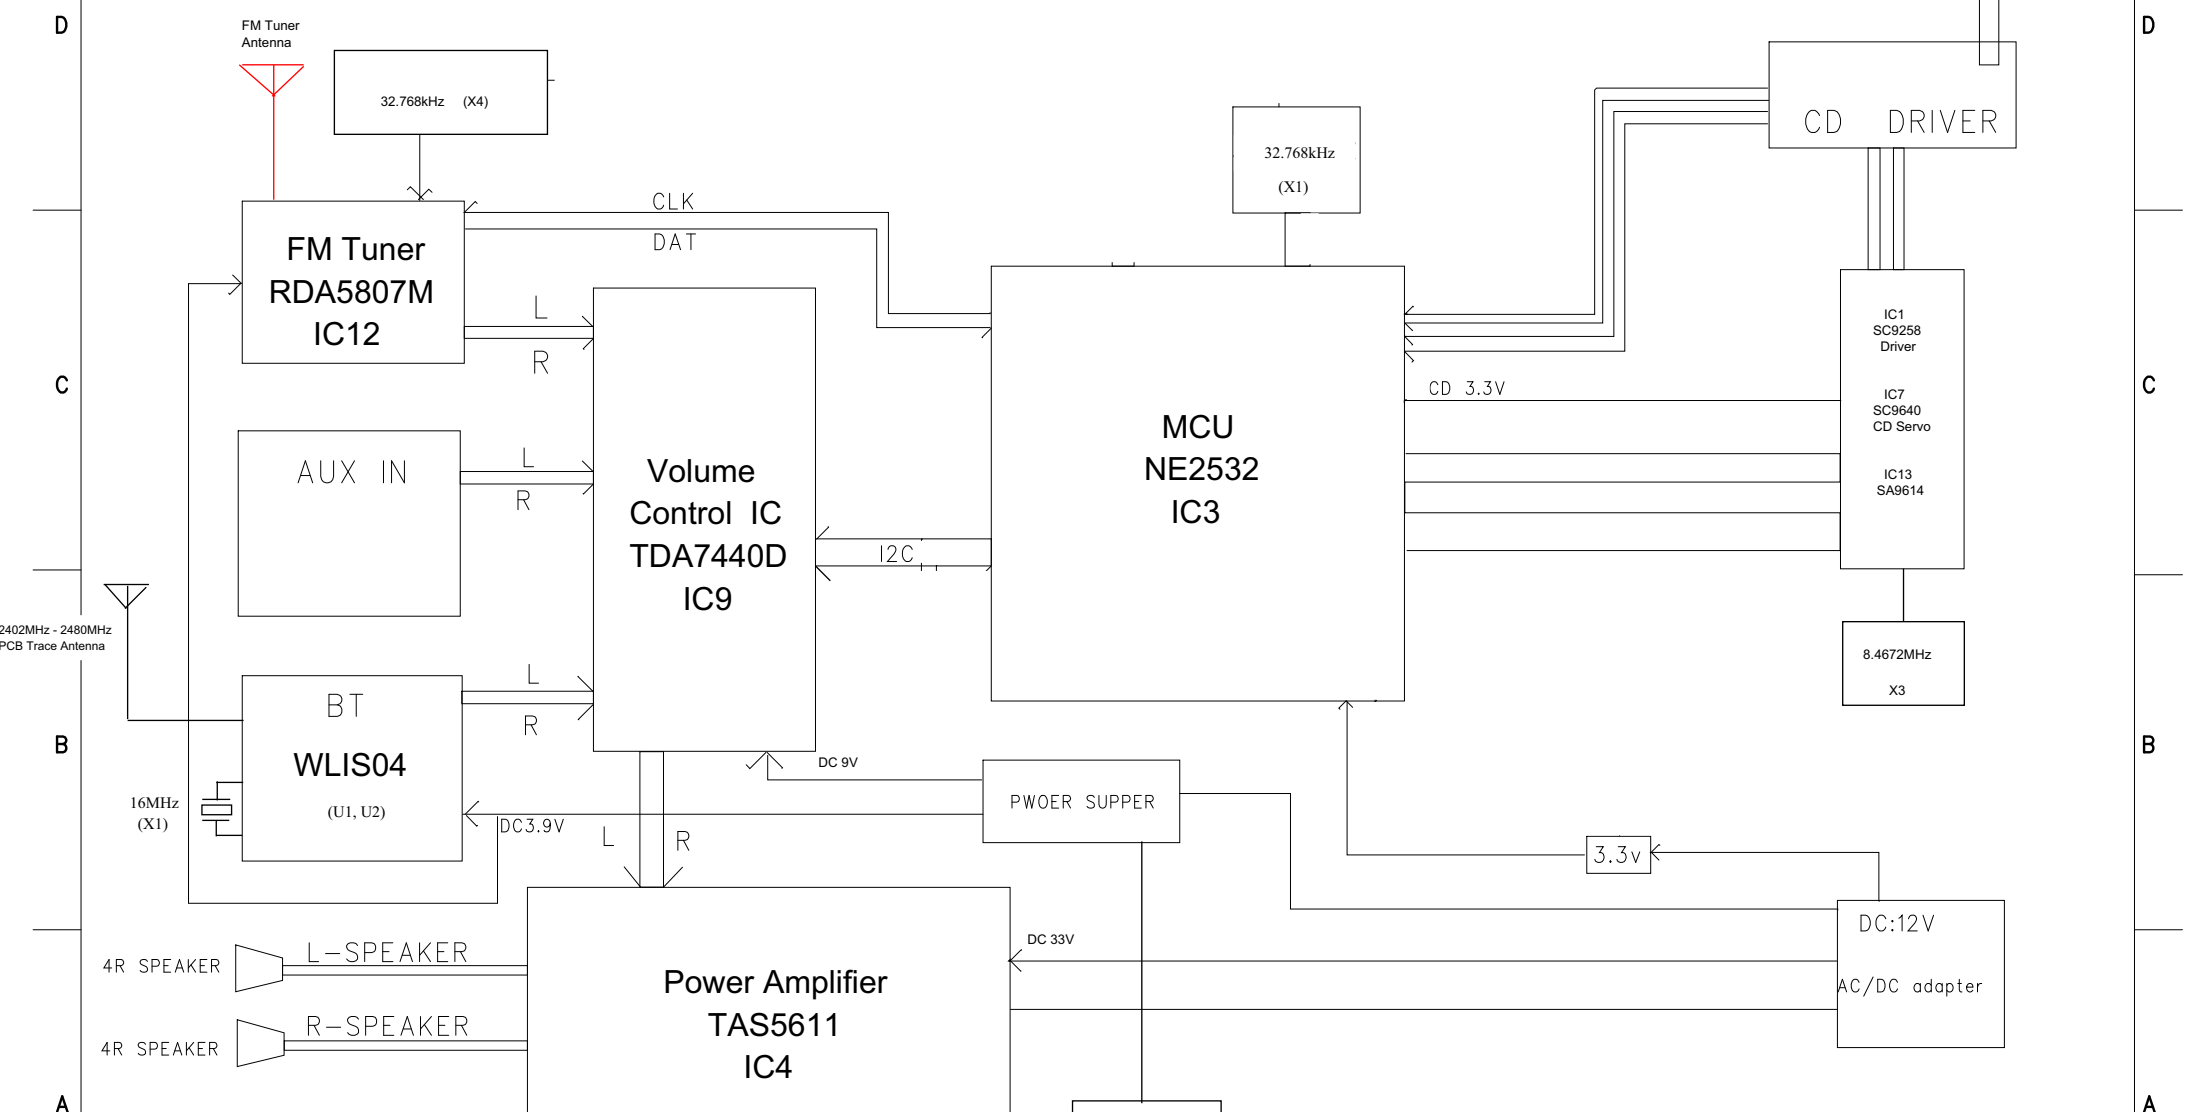 D
D
FM Tuner
Antenna
32.768kHz (X4)
32.768kHz
(X1)
CD DRIVER
CLK
DAT
FM Tuner
RDA5807M
IC12
L
R
C
C
CD 3.3V
IC1
SC9258
Driver
IC7
SC9640
CD Servo
IC13
SA9614
AUX IN
L
R
Volume
Control IC
TDA7440D
IC9
MCU
NE2532
IC3
I2C
2402MHz - 2480MHz
PCB Trace Antenna
8.4672MHz
X3
BT
WLIS04
(U1, U2)
L
R
B
B
16MHz
(X1)
DC 9V
DC3.9V
PWOER SUPPER
L
R
3.3v
DC:12V
AC/DC adapter
DC 33V
4R SPEAKER
L-SPEAKER
4R SPEAKER
R-SPEAKER
Power Amplifier
TAS5611
IC4
A
A